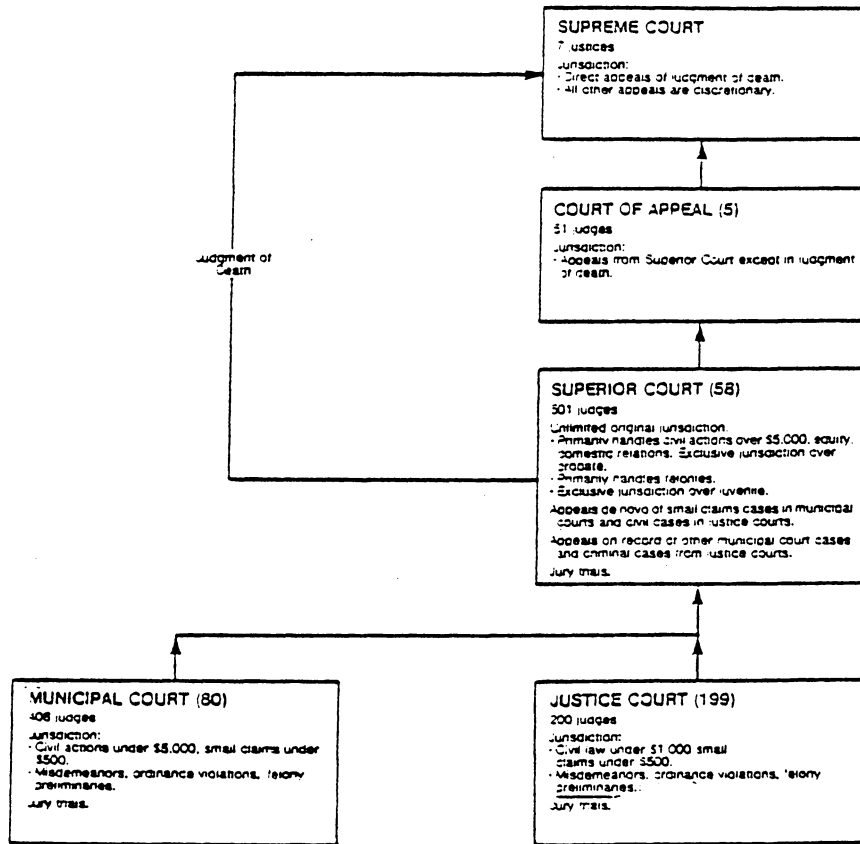 SUPREME COURT
7 justices
Jurisdiction:
- Direct appeals of judgment of death.
- All other appeals are discretionary.
COURT OF APPEAL (5)
51 judges
Jurisdiction:
- Appeals from Superior Court except in judgment
of death.
Judgment of
Death
SUPERIOR COURT (58)
501 judges
Unlimited original jurisdiction.
- Primarily handles civil actions over $5,000, equity,
domestic relations. Exclusive jurisdiction over
probate.
- Primarily handles felonies.
- Exclusive jurisdiction over juvenile.
Appeals de novo of small claims cases in municipal
courts and civil cases in justice courts.
Appeals on record of other municipal court cases
and criminal cases from justice courts.
Jury trials.
MUNICIPAL COURT (80)
406 judges
Jurisdiction:
- Civil actions under $5,000, small claims under
$500.
- Misdemeanors, ordinance violations, felony
preliminaries.
Jury trials.
JUSTICE COURT (199)
200 judges
Jurisdiction:
- Civil law under $1,000 small
claims under $500.
- Misdemeanors, ordinance violations, felony
preliminaries.
Jury trials.